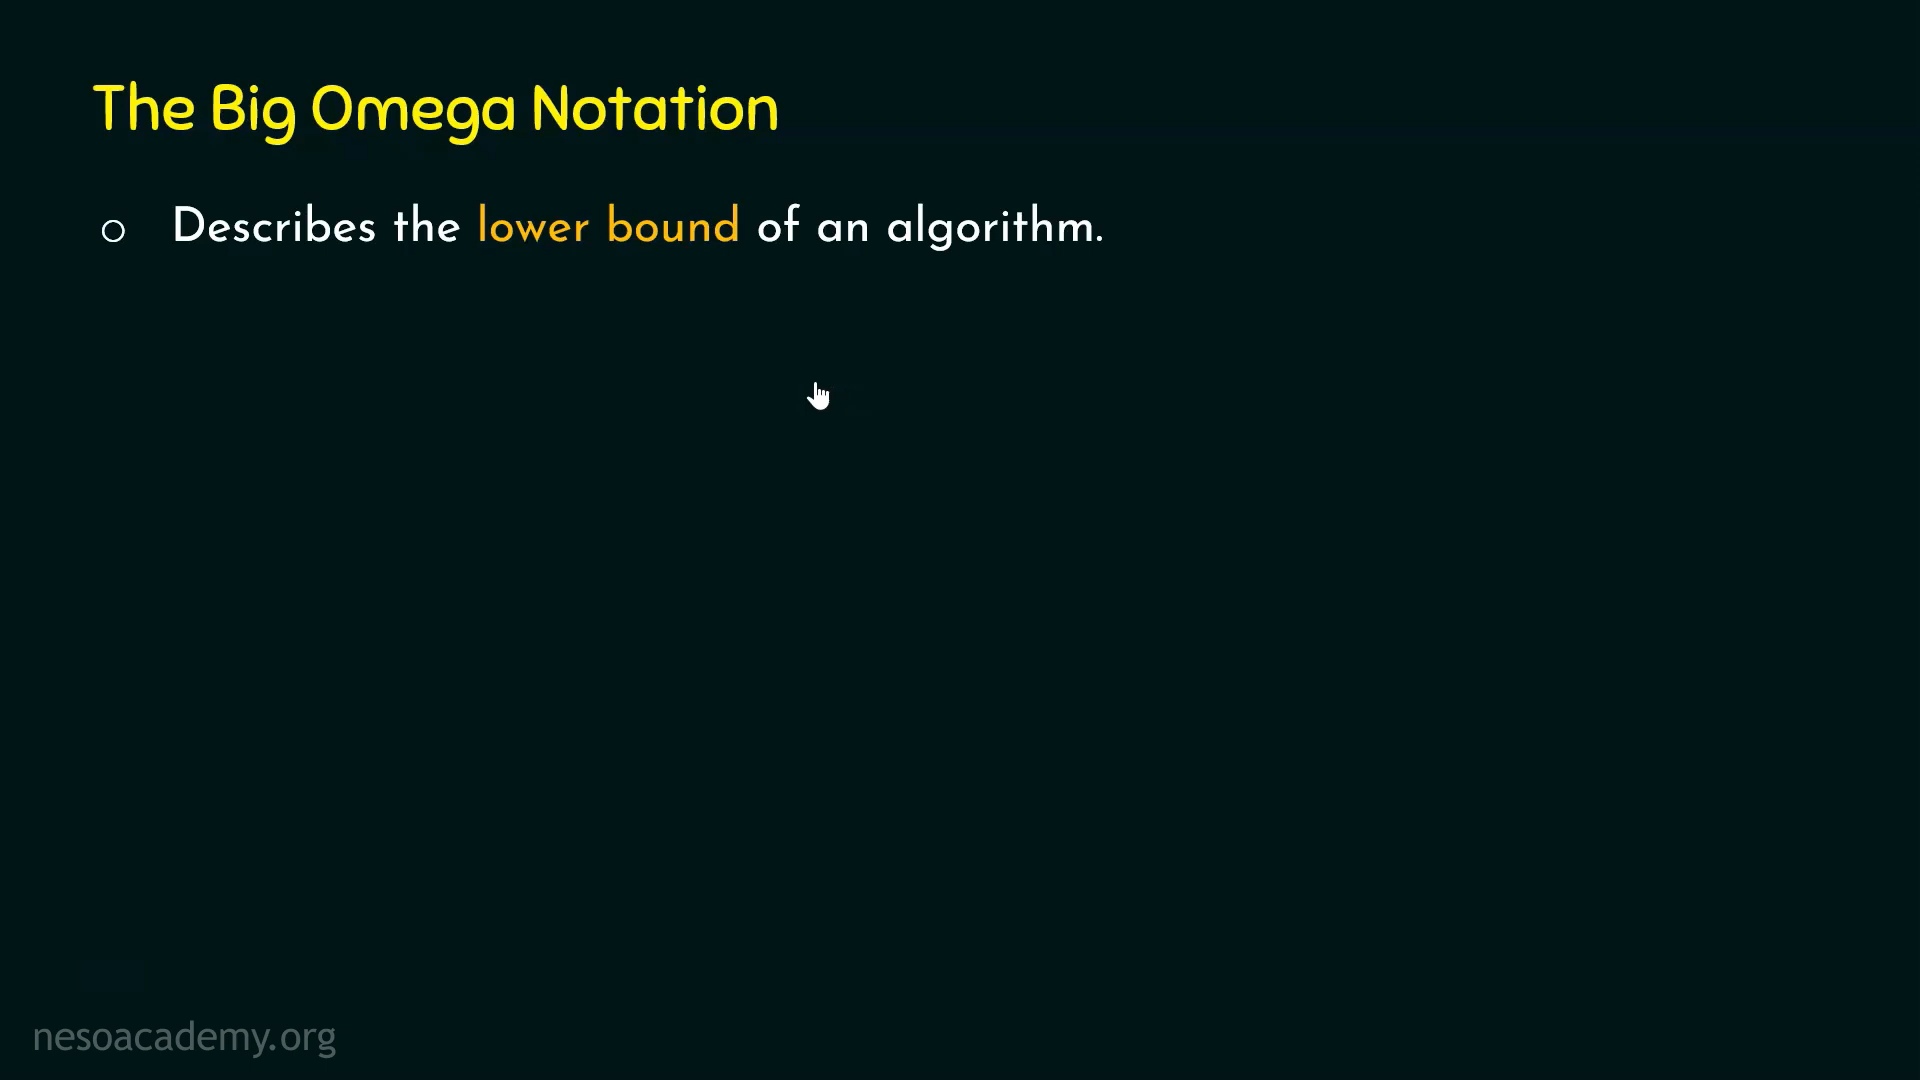 The Big Omega Notation
○ Describes the lower bound of an algorithm.
nesoacademy.org